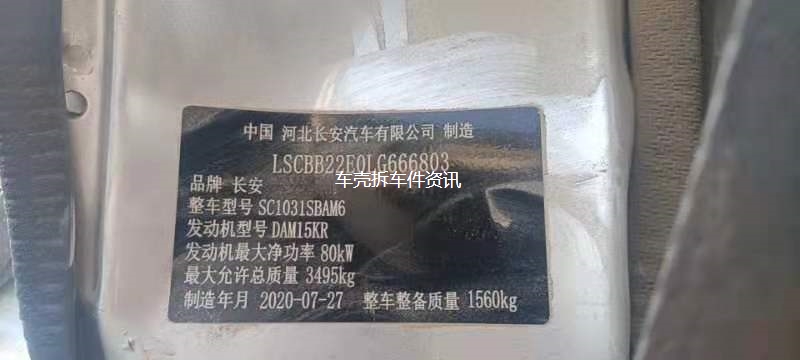 中国 河北长安汽车有限公司 制造
LSCBB22E0LG666803
车壳拆车件资讯
品牌 长安
整车型号 SC1031SBAM6
发动机型号 DAM15KR
发动机最大净功率 80kW
最大允许总质量 3495kg
制造年月 2020-07-27 整车整备质量 1560kg